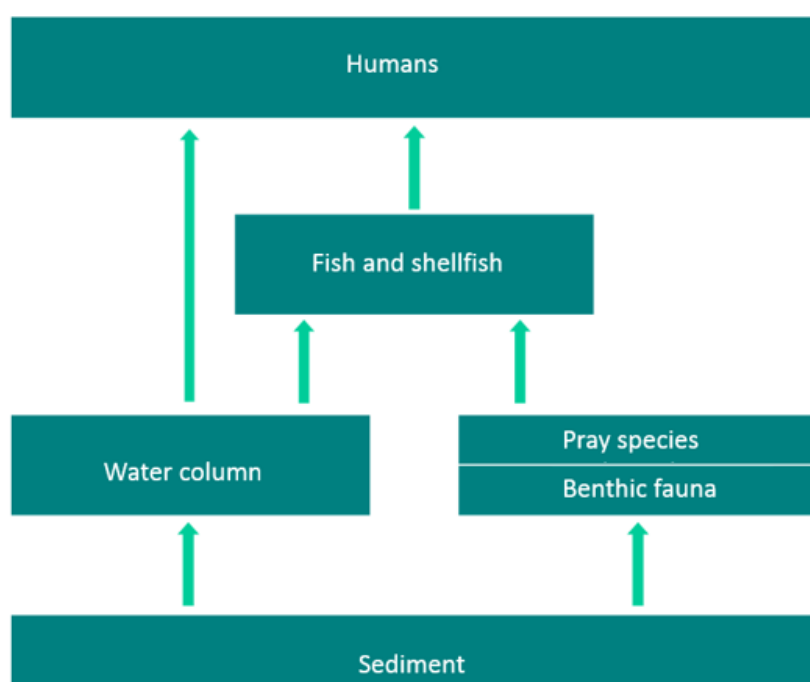 Humans
Fish and shellfish
Water column
Pray species
Benthic fauna
Sediment